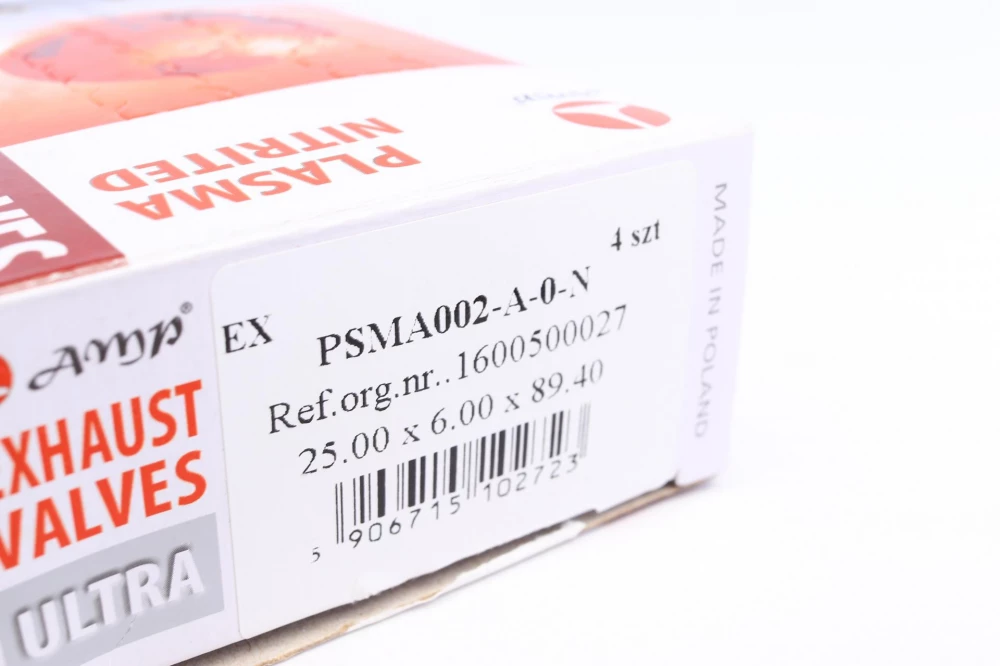 PLASMA
NITRITED
MADE IN POLAND
4 szt
EX PSMA002-A-0-N
Ref.org.nr..1600500027
25.00 x 6.00 x 89.40
5 906715 102723
AMP®
EXHAUST
VALVES
ULTRA